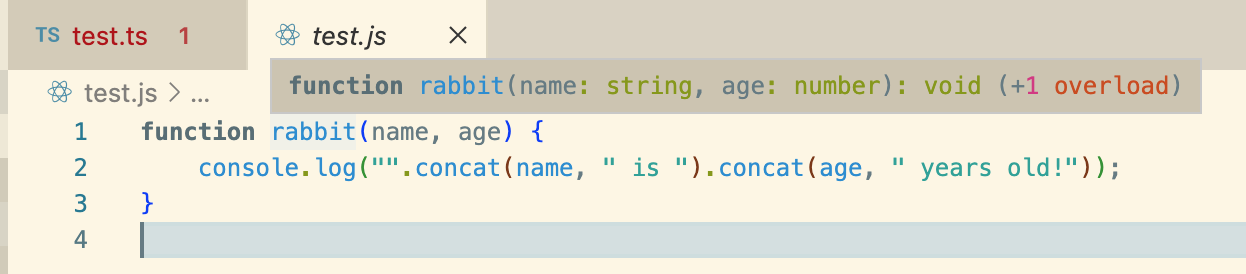 TS test.ts 1 test.js
function rabbit(name: string, age: number): void (+1 overload)
test.js > ...
1 function rabbit(name, age) {
2     console.log("".concat(name, " is ").concat(age, " years old!"));
3 }
4